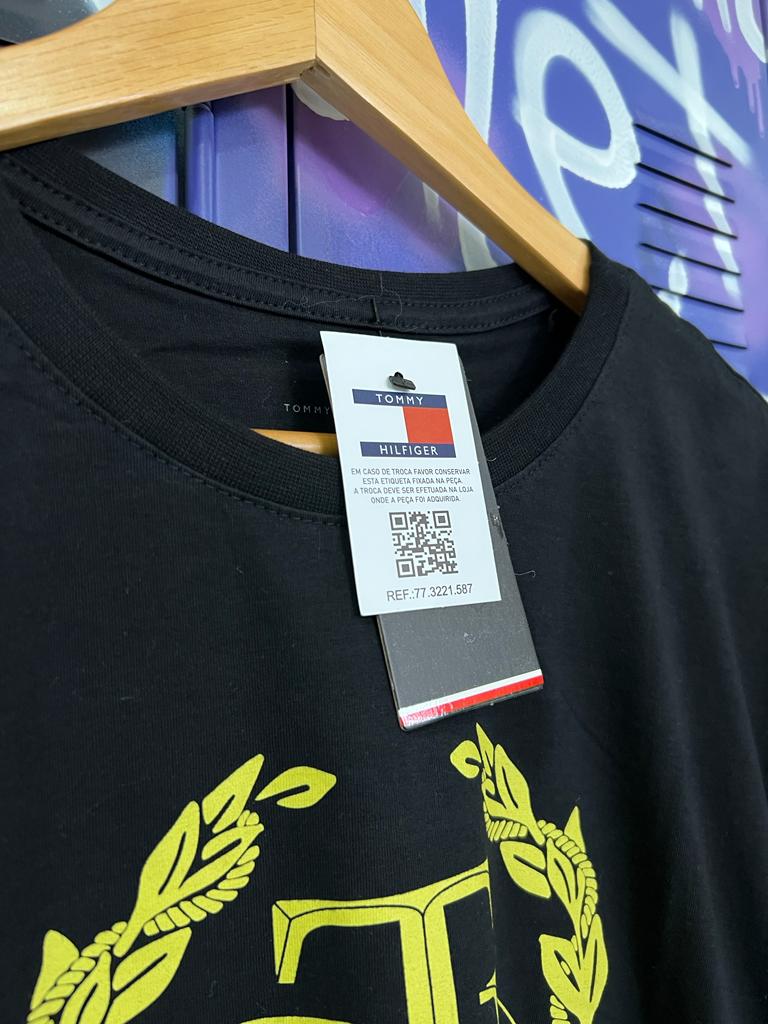 TOMMY
TOMMY
HILFIGER
EM CASO DE TROCA FAVOR CONSERVAR
ESTA ETIQUETA FIXADA NA PEÇA.
A TROCA DEVE SER EFETUADA NA LOJA
ONDE A PEÇA FOI ADQUIRIDA.
REF.:77.3221.587